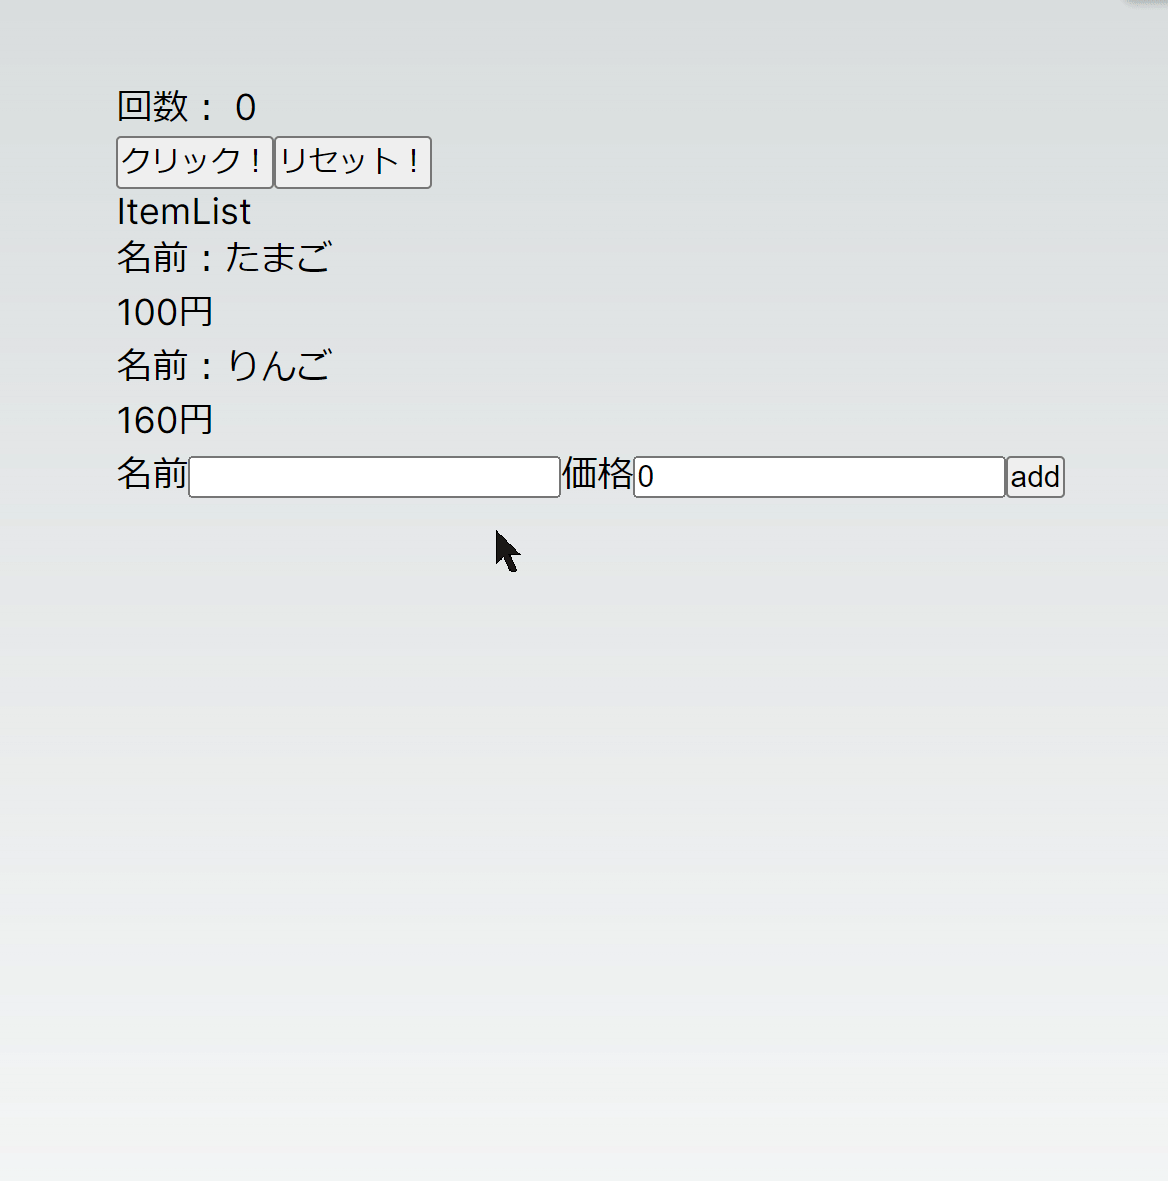 回数： 0
クリック！リセット！
ItemList
名前：たまご
100円
名前：りんご
160円
名前 価格 0 add